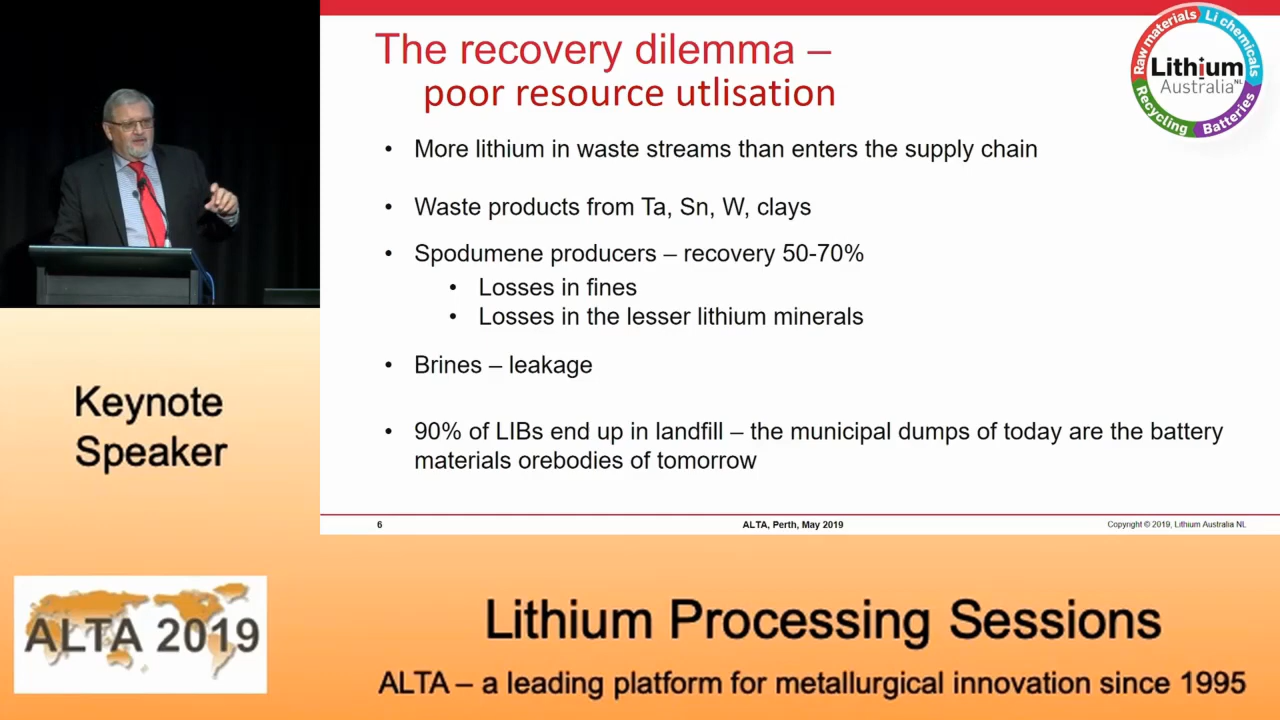 The recovery dilemma –
poor resource utlisation
• More lithium in waste streams than enters the supply chain
• Waste products from Ta, Sn, W, clays
• Spodumene producers – recovery 50-70%
• Losses in fines
• Losses in the lesser lithium minerals
• Brines – leakage
• 90% of LIBs end up in landfill – the municipal dumps of today are the battery
materials orebodies of tomorrow
6
ALTA, Perth, May 2019
Copyright © 2019, Lithium Australia NL
Raw materials
Li chemicals
Lithium
Australia NL
Recycling
Batteries
Keynote
Speaker
ALTA 2019
Lithium Processing Sessions
ALTA – a leading platform for metallurgical innovation since 1995